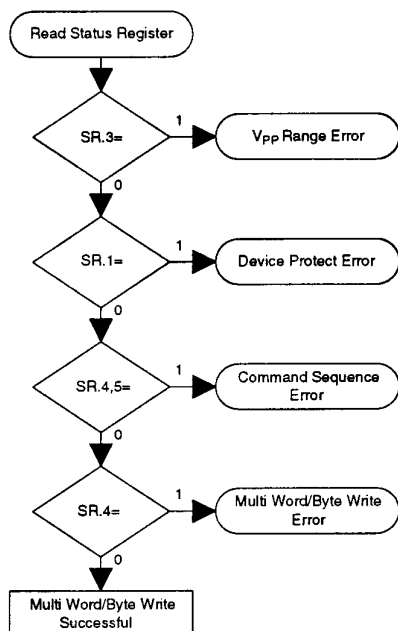 Read Status Register
SR.3=
1
VPP Range Error
0
SR.1=
1
Device Protect Error
0
SR.4,5=
1
Command Sequence
Error
0
SR.4=
1
Multi Word/Byte Write
Error
0
Multi Word/Byte Write
Successful